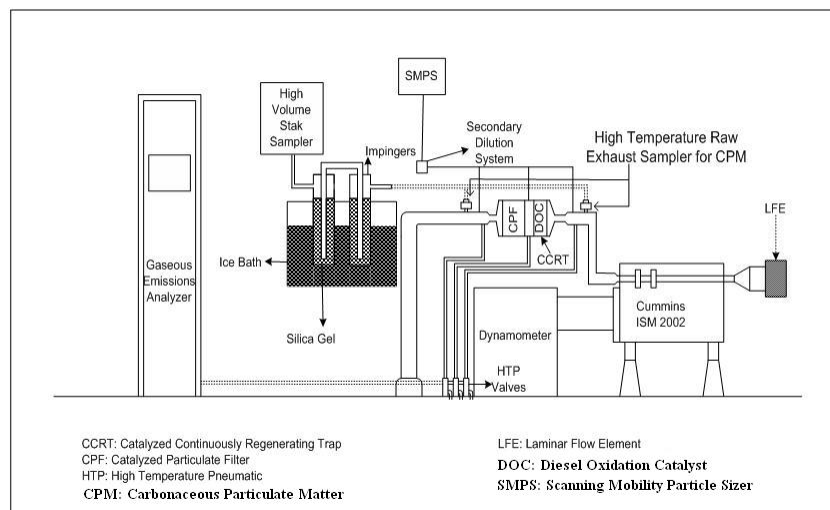 SMPS
High
Volume
Stak
Sampler
Impingers
Secondary
Dilution
System
High Temperature Raw
Exhaust Sampler for CPM
LFE
CPF
DOC
CCRT
Gaseous
Emissions
Analyzer
Ice Bath
Silica Gel
Cummins
ISM 2002
Dynamometer
HTP
Valves
CCRT: Catalyzed Continuously Regenerating Trap
CPF: Catalyzed Particulate Filter
HTP: High Temperature Pneumatic
CPM: Carbonaceous Particulate Matter
LFE: Laminar Flow Element
DOC: Diesel Oxidation Catalyst
SMPS: Scanning Mobility Particle Sizer